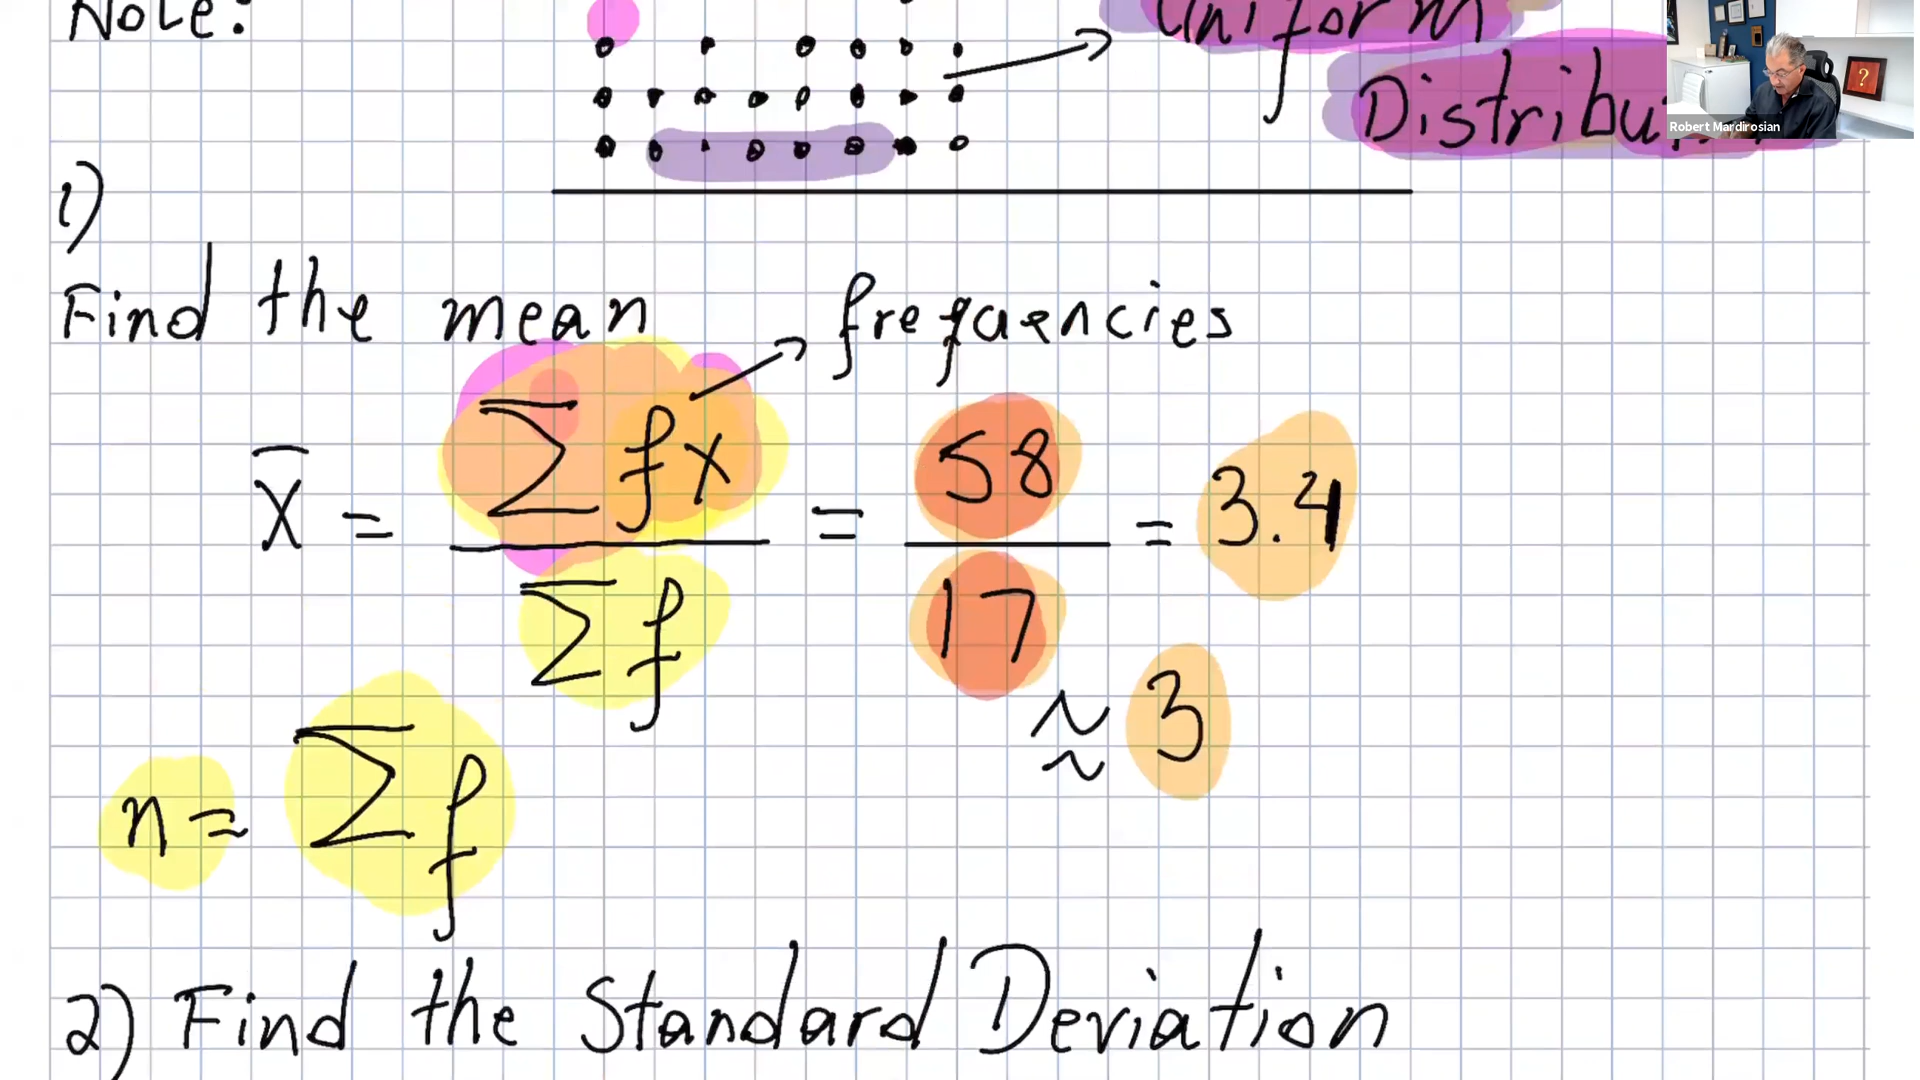 Note:
Uniform
Distribu
?
Robert Mardirosian
1)
Find the mean
frequencies
x̄ = Σfx / Σf = 58 / 17 = 3.4
≈ 3
n = Σf
2) Find the Standard Deviation